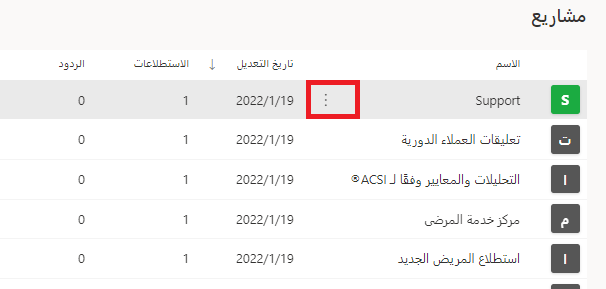 مشاريع
الاسم تاريخ التعديل ↓ الاستطلاعات الردود
S Support ⋮ 2022/1/19 1 0
ت تعليقات العملاء الدورية 2022/1/19 1 0
ا التحليلات والمعايير وفقًا لـ ACSI® 2022/1/19 1 0
م مركز خدمة المرضى 2022/1/19 1 0
ا استطلاع المريض الجديد 2022/1/19 1 0